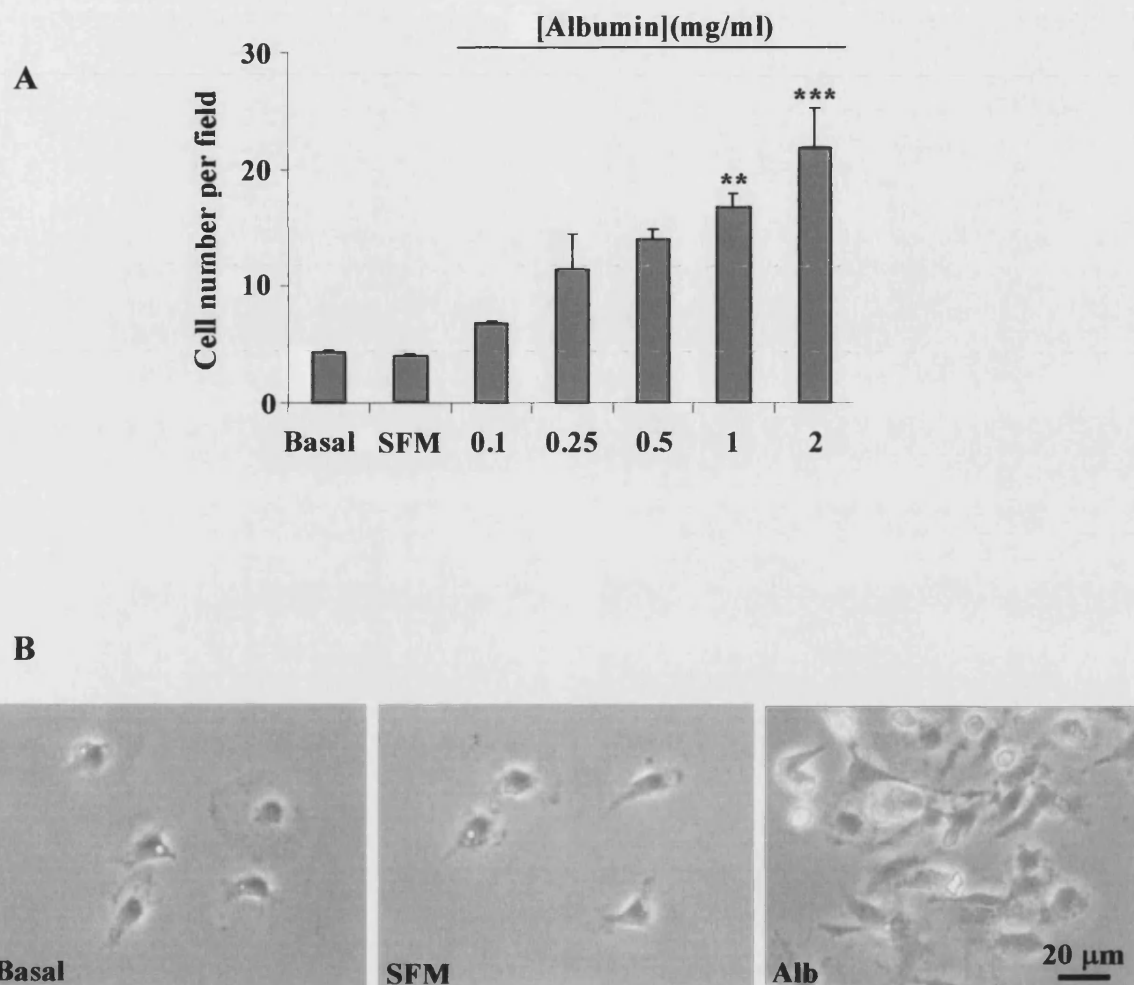 [Albumin](mg/ml)
A
30
20
10
0
Cell number per field
**
***
Basal SFM 0.1 0.25 0.5 1 2
B
Basal
SFM
Alb
20 μm